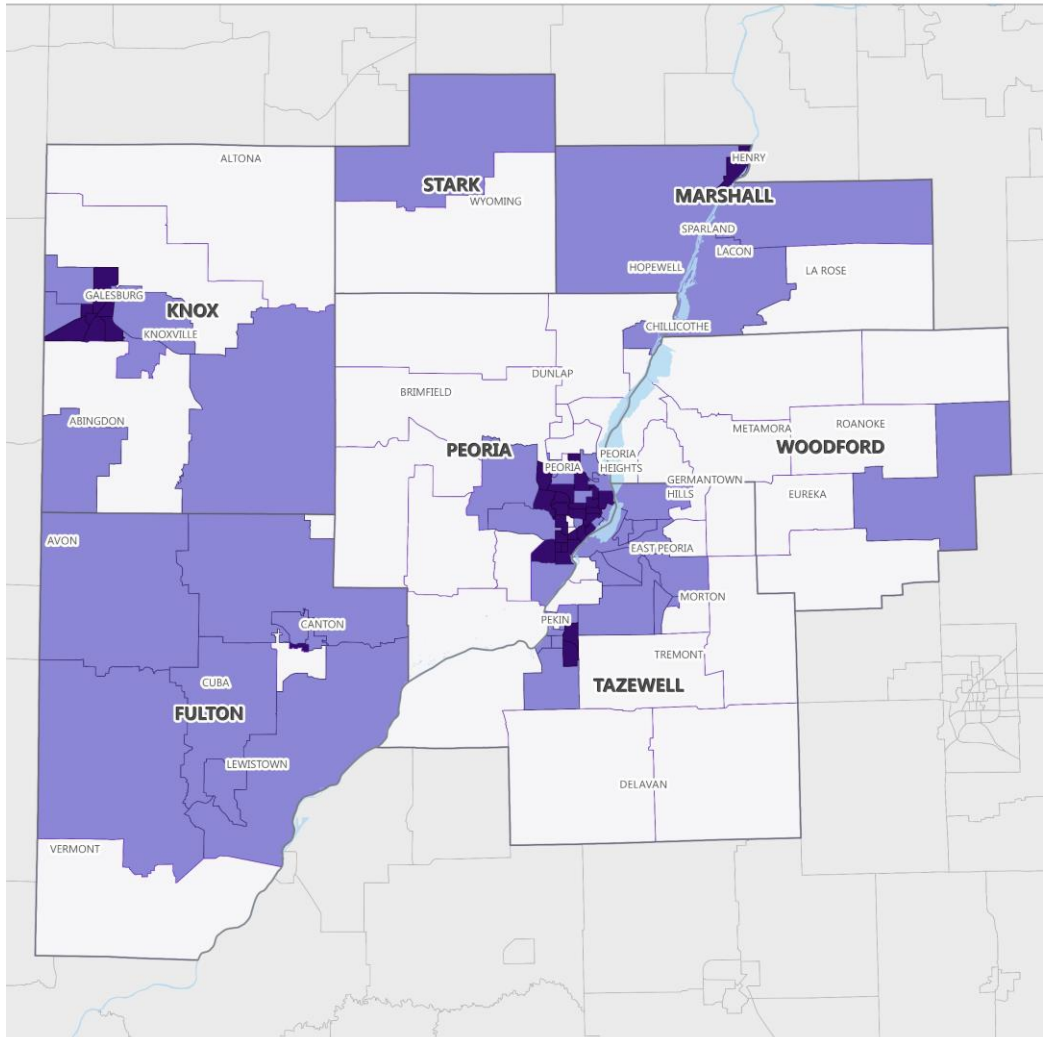 ALTONA
HENRY
STARK
MARSHALL
WYOMING
SPARLAND
LACON
HOPEWELL
LA ROSE
GALESBURG
KNOX
CHILLICOTHE
KNOXVILLE
DUNLAP
BRIMFIELD
ABINGDON
METAMORA
ROANOKE
PEORIA
WOODFORD
PEORIA
HEIGHTS
PEORIA
GERMANTOWN
HILLS
EUREKA
AVON
EAST PEORIA
MORTON
PEKIN
CANTON
TREMONT
CUBA
TAZEWELL
FULTON
LEWISTOWN
DELAVAN
VERMONT